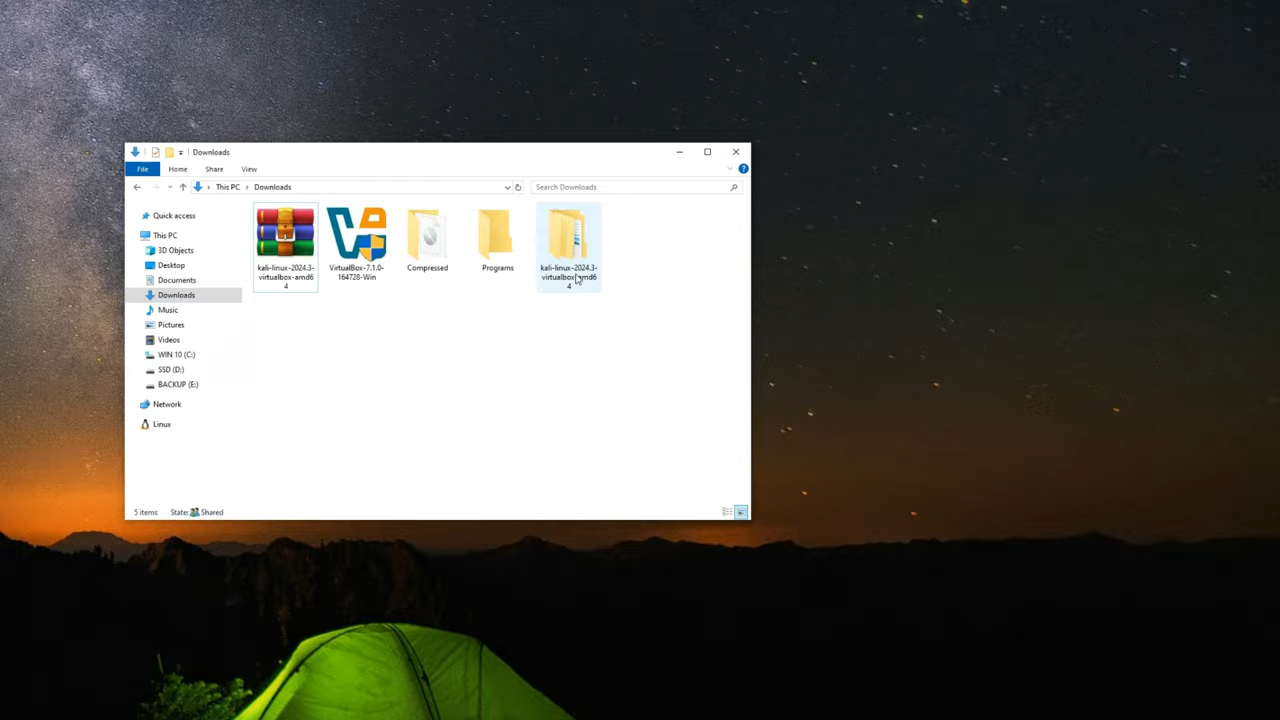 Downloads
File Home Share View
This PC Downloads
Search Downloads
Quick access
This PC
3D Objects
Desktop
Documents
Downloads
Music
Pictures
Videos
WIN 10 (C:)
SSD (D:)
BACKUP (E:)
Network
Linux
kali-linux-2024.3-
virtualbox-amd6
4
VirtualBox-7.1.0-
164728-Win
Compressed
Programs
kali-linux-2024.3-
virtualbox-amd6
4
5 items State: Shared